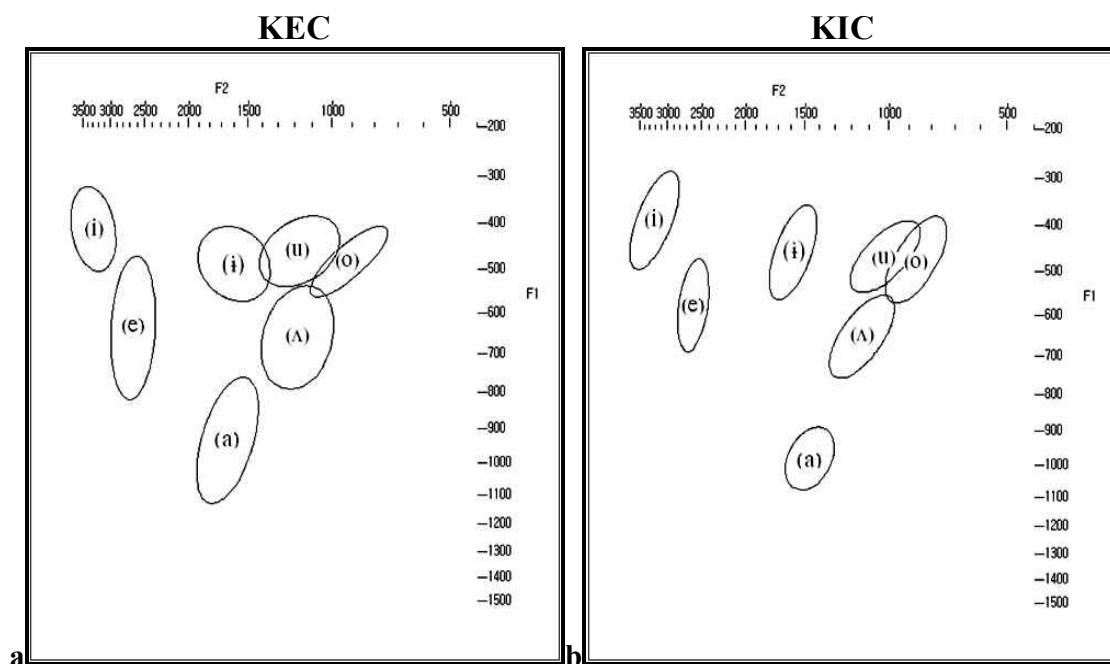 KEC KIC
F2 F2
3500 3000 2500 2000 1500 1000 500 3500 3000 2500 2000 1500 1000 500
200 200
300 300
(i) 400 (i) 400
(ɨ) (u) (o) 500 (ɨ) (u) (o) 500
F1 F1
(e) 600 (e) 600
(ʌ) 700 (ʌ) 700
800 800
(a) 900 900
1000 (a) 1000
1100 1100
1200 1200
1300 1300
1400 1400
1500 1500
a b